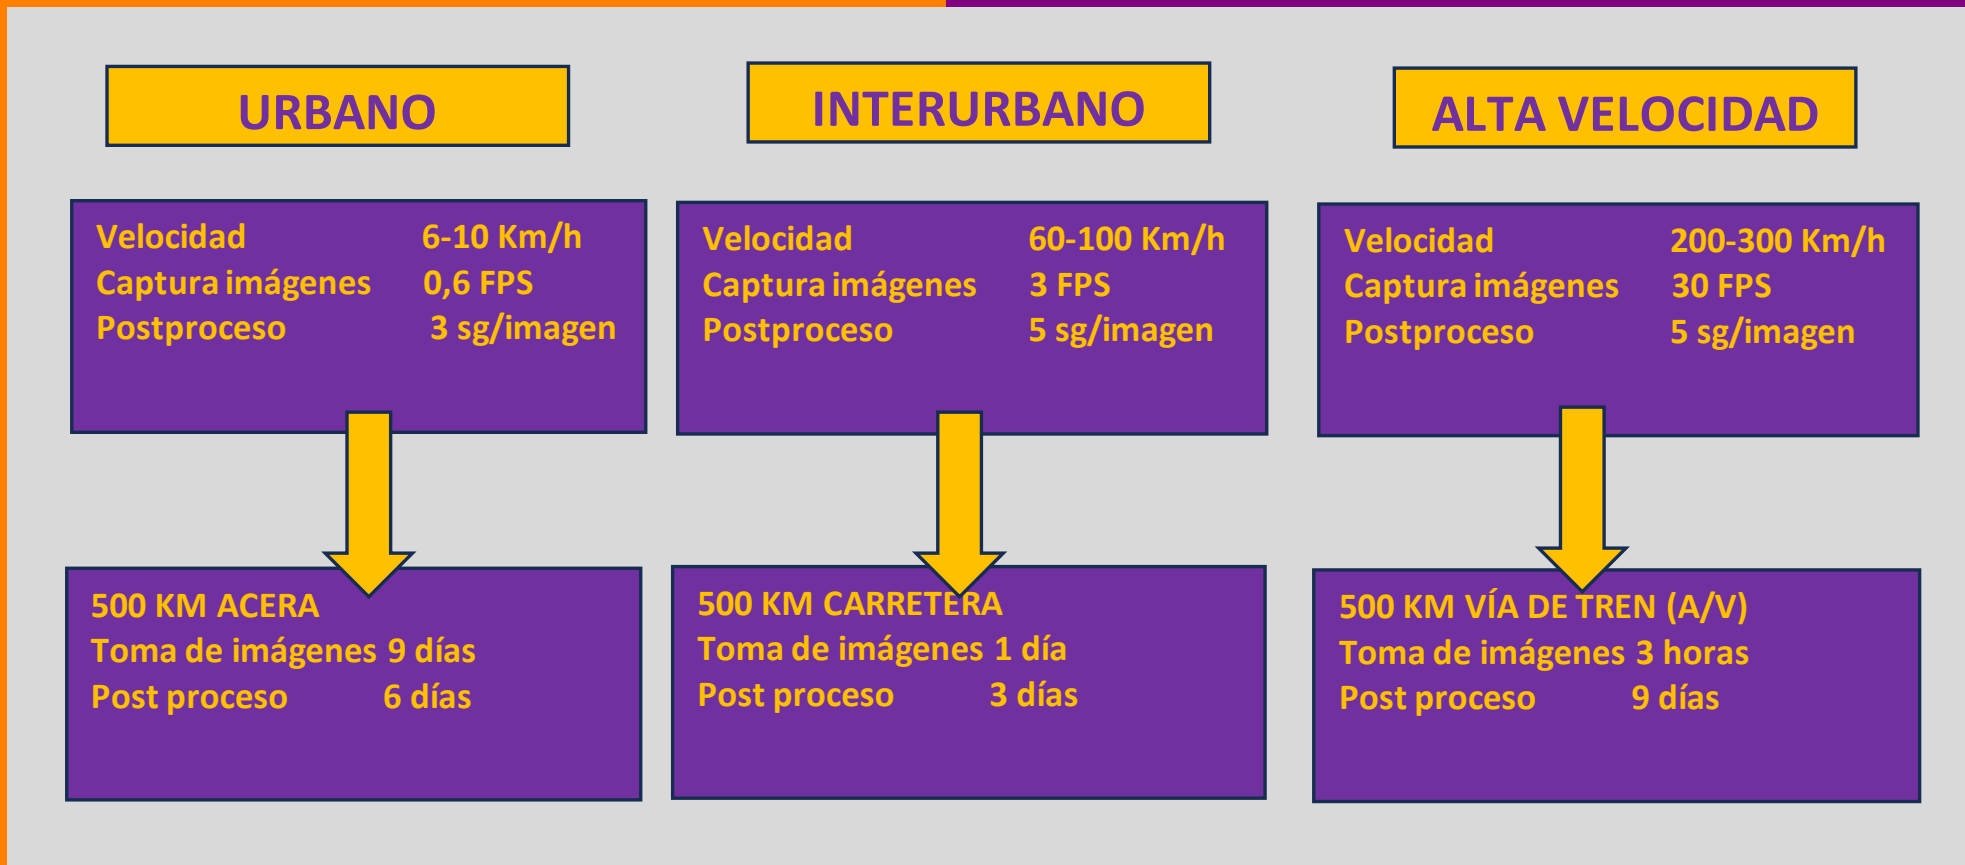 URBANO
Velocidad 6-10 Km/h
Captura imágenes 0,6 FPS
Postproceso 3 sg/imagen
500 KM ACERA
Toma de imágenes 9 días
Post proceso 6 días
INTERURBANO
Velocidad 60-100 Km/h
Captura imágenes 3 FPS
Postproceso 5 sg/imagen
500 KM CARRETERA
Toma de imágenes 1 día
Post proceso 3 días
ALTA VELOCIDAD
Velocidad 200-300 Km/h
Captura imágenes 30 FPS
Postproceso 5 sg/imagen
500 KM VÍA DE TREN (A/V)
Toma de imágenes 3 horas
Post proceso 9 días